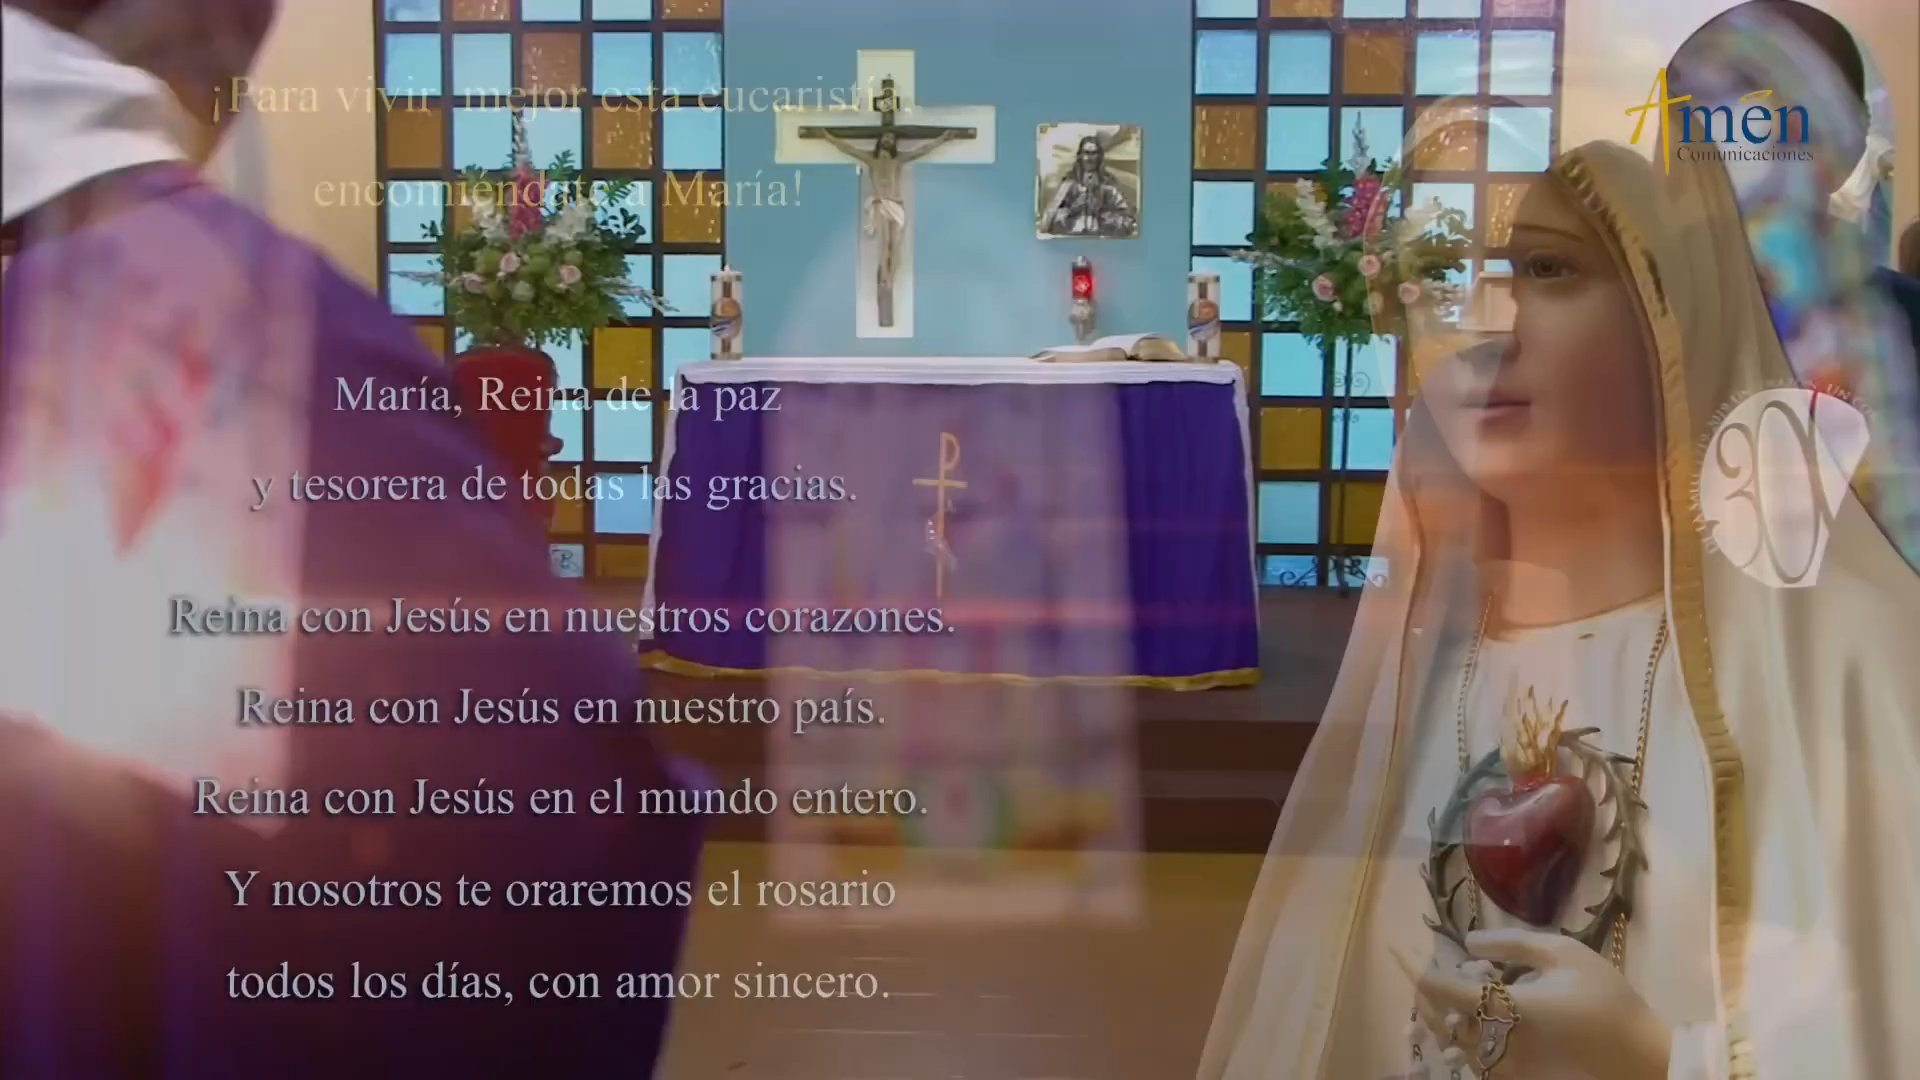 ¡Para vivir mejor esta eucaristía,
encomiéndate a María!
Amén
Comunicaciones
María, Reina de la paz
y tesorera de todas las gracias.
30
Reina con Jesús en nuestros corazones.
Reina con Jesús en nuestro país.
Reina con Jesús en el mundo entero.
Y nosotros te oraremos el rosario
todos los días, con amor sincero.